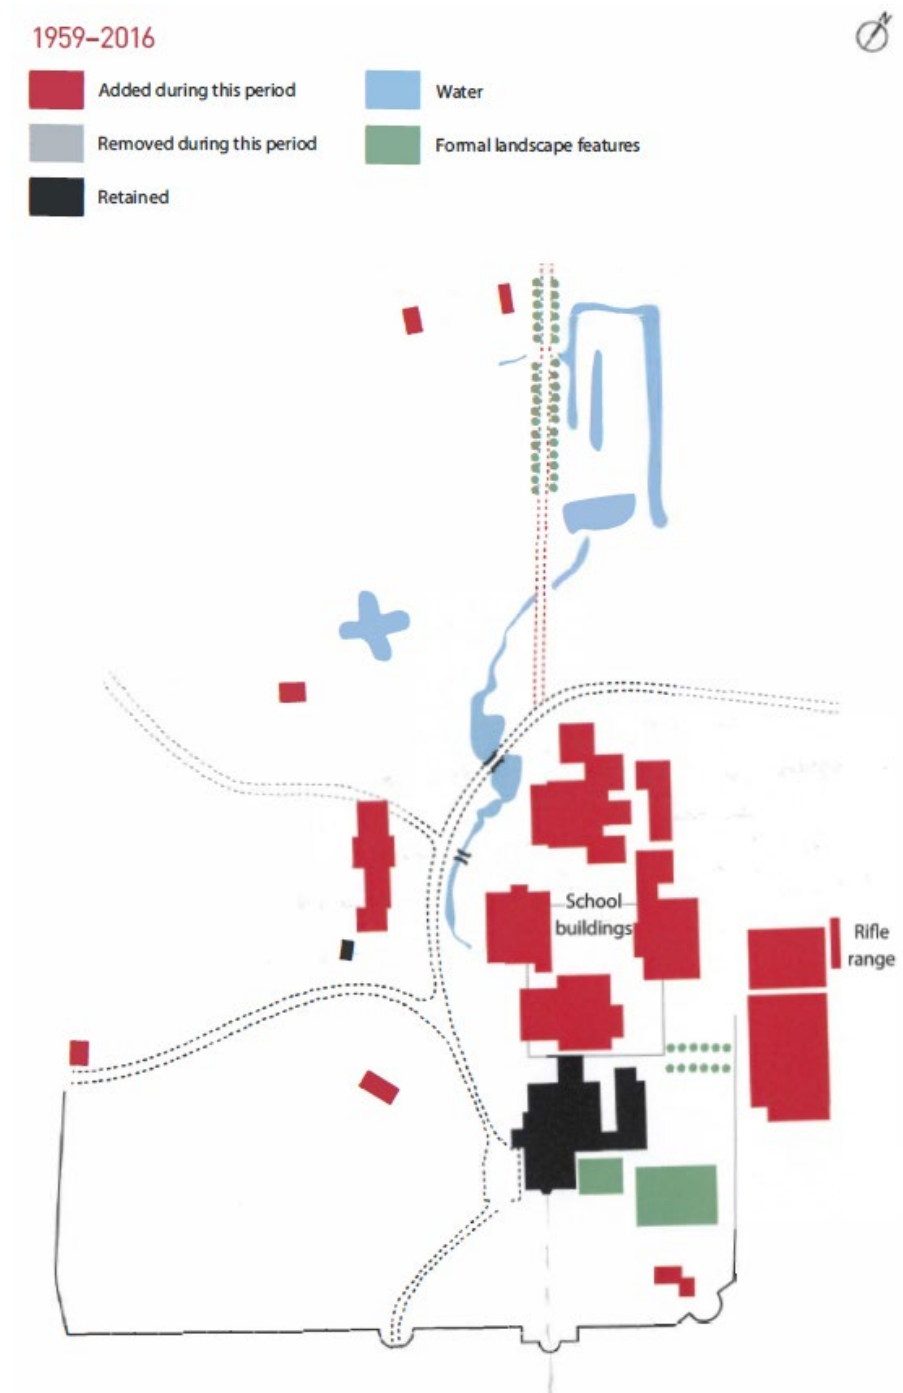 N
1959–2016
Added during this period
Water
Removed during this period
Formal landscape features
Retained
School
buildings
Rifle
range